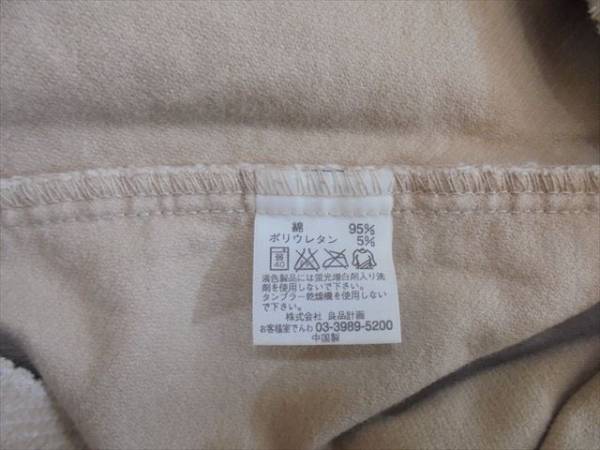 綿 95%
ポリウレタン 5%
40
淡色製品には蛍光増白剤入り洗
剤を使用しないで下さい。
タンブラー乾燥機を使用しない
で下さい。
株式会社 良品計画
お客様室でんわ 03-3989-5200
中国製